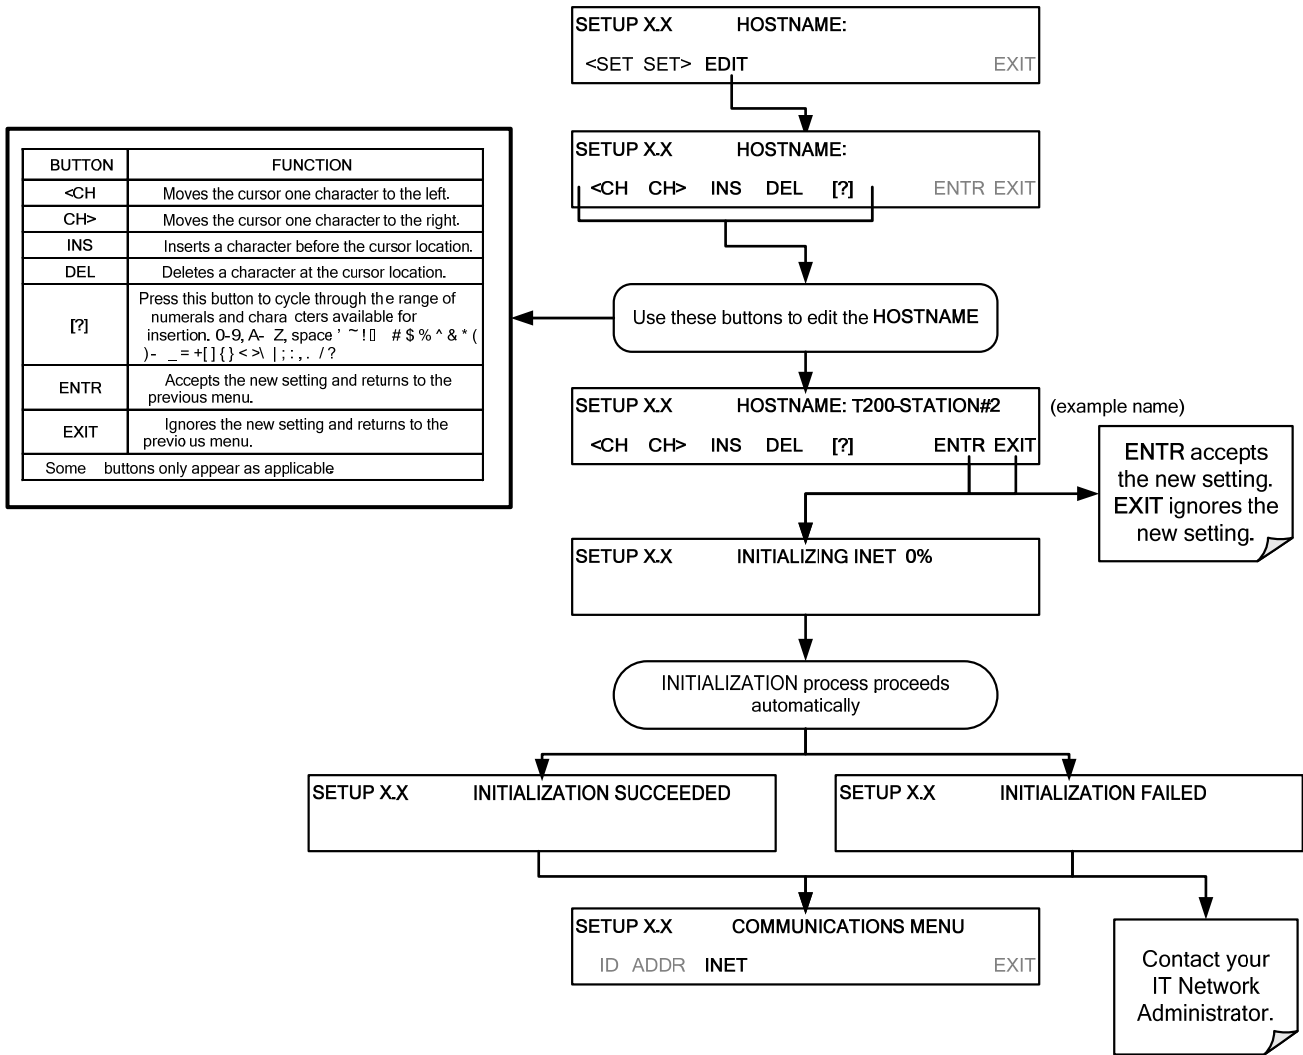 SETUP X.X HOSTNAME:
<SET SET> EDIT EXIT
SETUP X.X HOSTNAME:
<CH CH> INS DEL [?] ENTR EXIT
BUTTON FUNCTION
<CH Moves the cursor one character to the left.
CH> Moves the cursor one character to the right.
INS Inserts a character before the cursor location.
DEL Deletes a character at the cursor location.
[?] Press this button to cycle through the range of
numerals and chara cters available for
insertion. 0-9, A- Z, space ' ~ ! ▯ # $ % ^ & * (
) - _ = +[ ] { } < >\ | ; : , . / ?
ENTR Accepts the new setting and returns to the
previous menu.
EXIT Ignores the new setting and returns to the
previo us menu.
Some buttons only appear as applicable
Use these buttons to edit the HOSTNAME
SETUP X.X HOSTNAME: T200-STATION#2
(example name)
<CH CH> INS DEL [?] ENTR EXIT
ENTR accepts
the new setting.
EXIT ignores the
new setting.
SETUP X.X INITIALIZING INET 0%
INITIALIZATION process proceeds
automatically
SETUP X.X INITIALIZATION SUCCEEDED
SETUP X.X INITIALIZATION FAILED
SETUP X.X COMMUNICATIONS MENU
ID ADDR INET EXIT
Contact your
IT Network
Administrator.